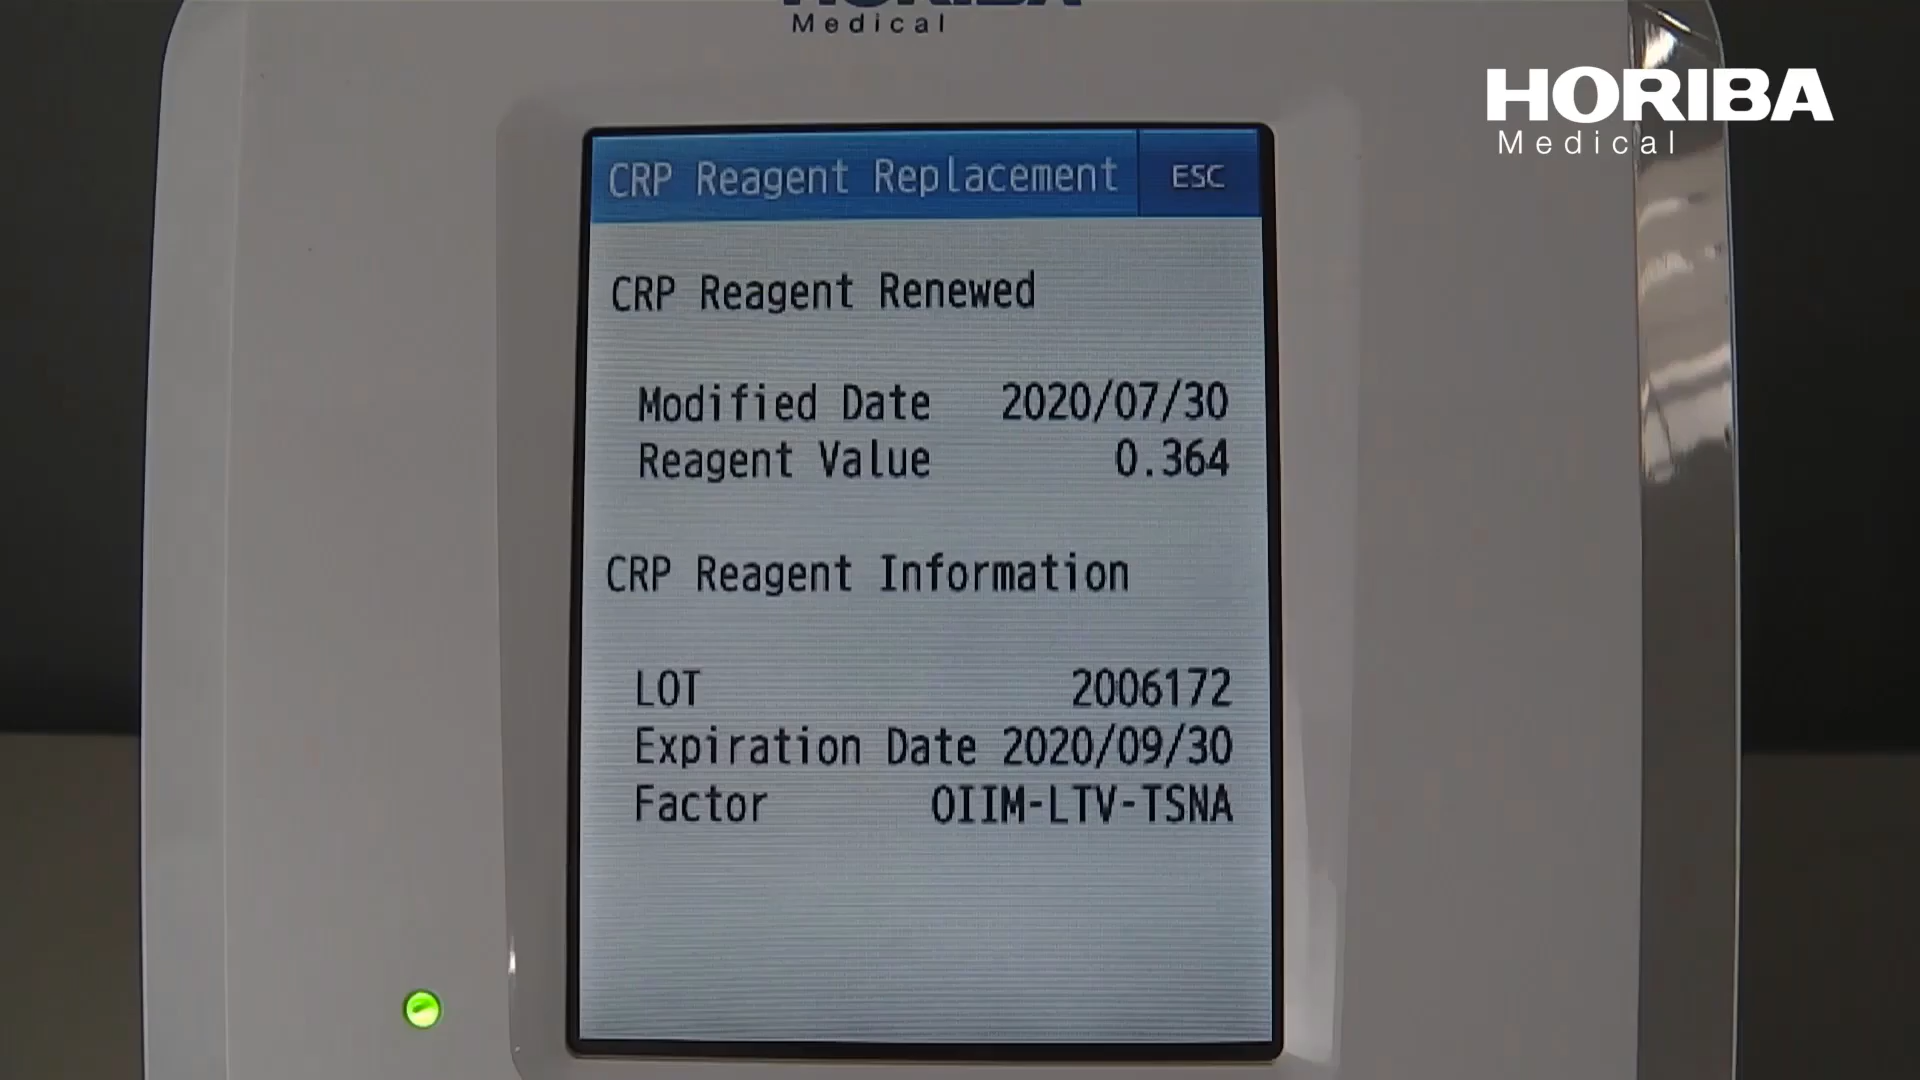 HORIBA
Medical
HORIBA
Medical
CRP Reagent Replacement ESC
CRP Reagent Renewed
Modified Date 2020/07/30
Reagent Value 0.364
CRP Reagent Information
LOT 2006172
Expiration Date 2020/09/30
Factor OIIM-LTV-TSNA